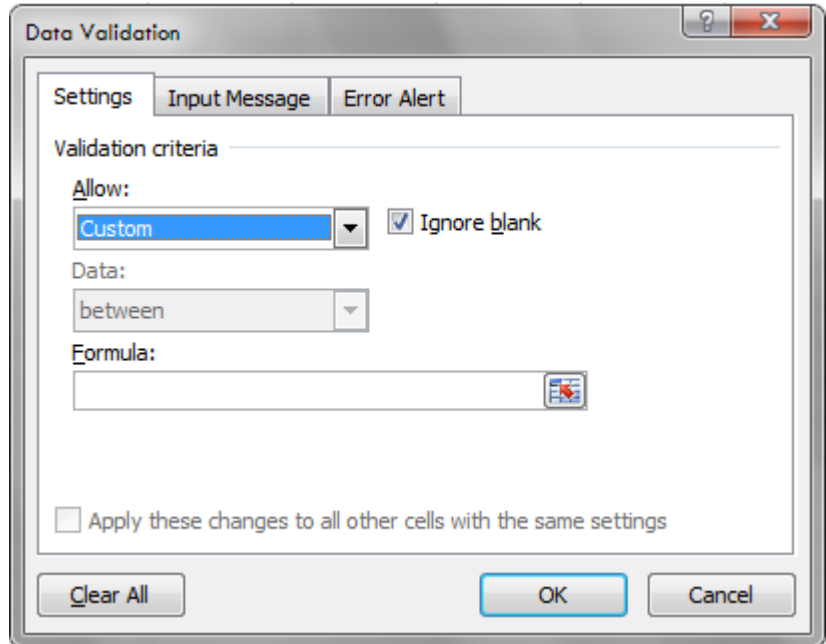 Data Validation
Settings Input Message Error Alert
Validation criteria
Allow:
Custom Ignore blank
Data:
between
Formula:
Apply these changes to all other cells with the same settings
Clear All OK Cancel